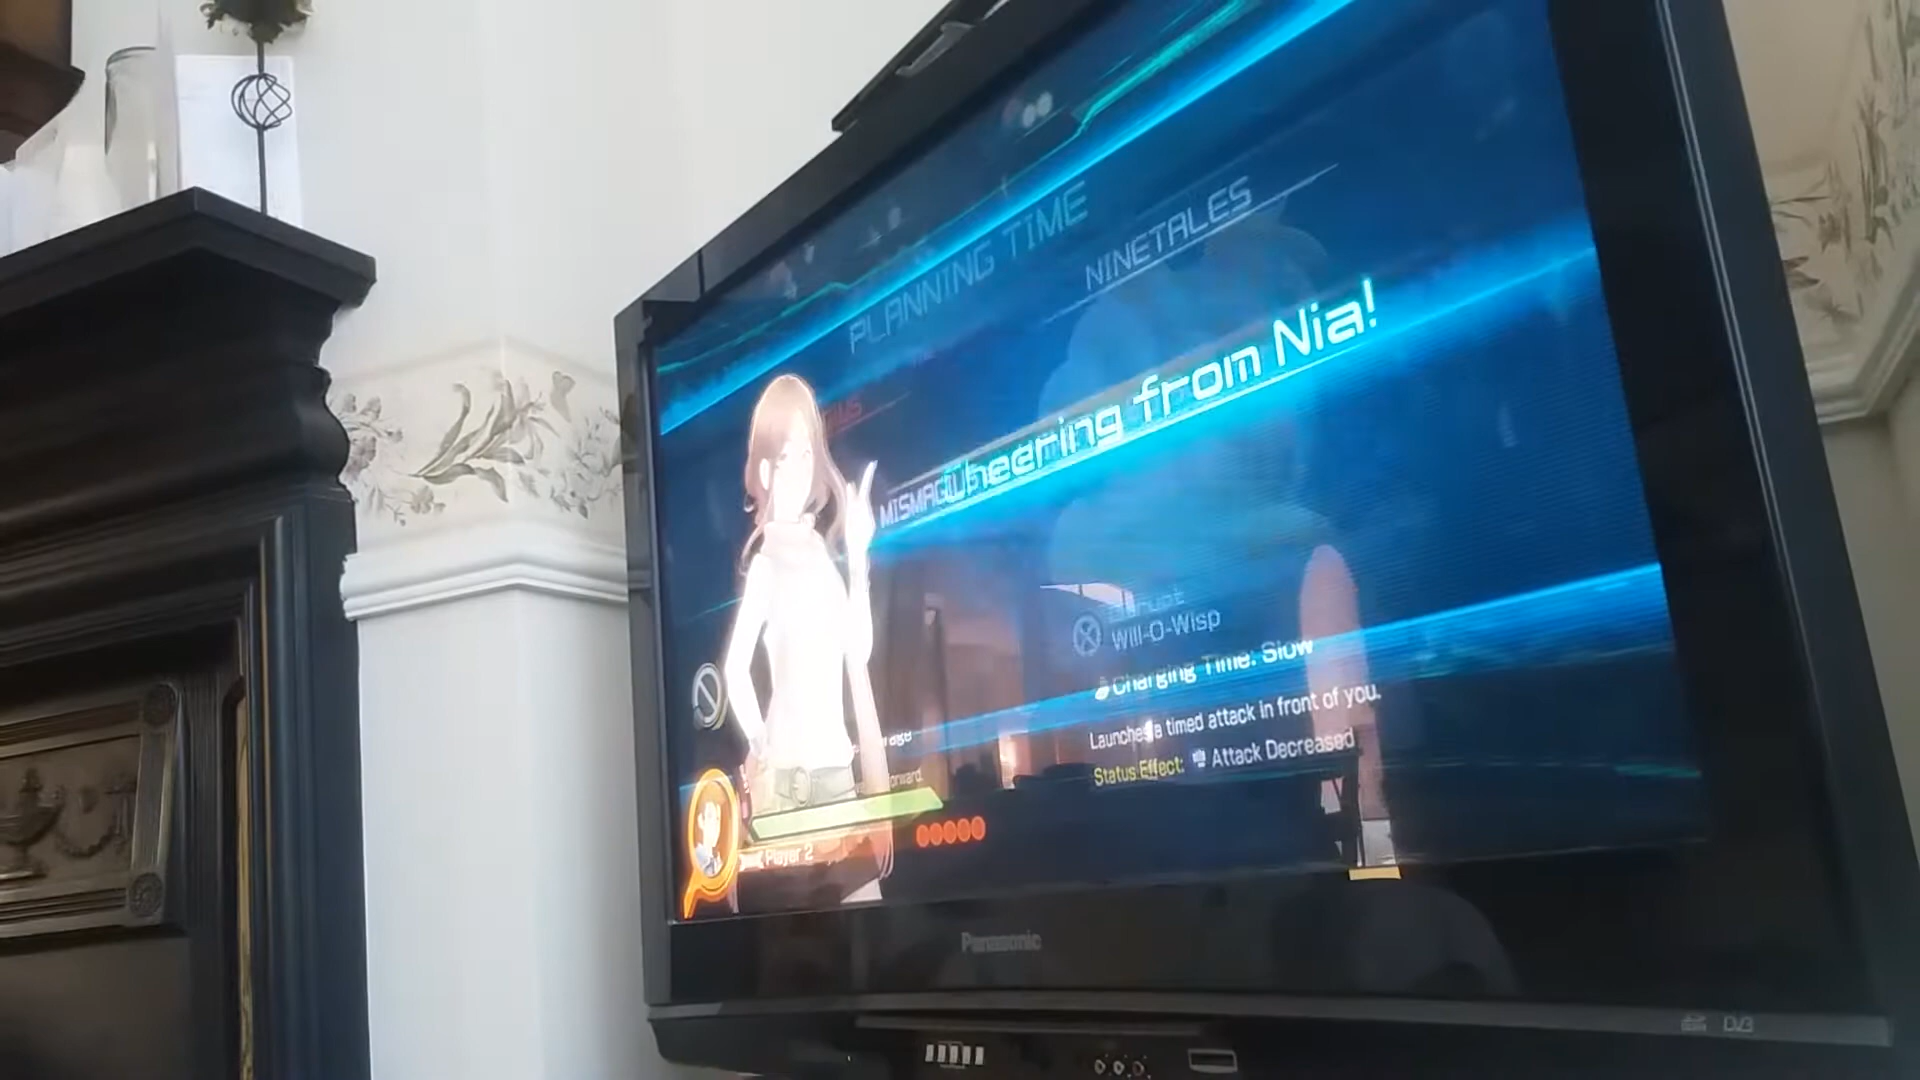 PLANNING TIME
NINETALES
Cheering from Nia!
Disrupt
Will-O-Wisp
Charging Time: Slow
Launches a timed attack in front of you.
Status Effect: Attack Decreased
Player 2
Panasonic
DVB